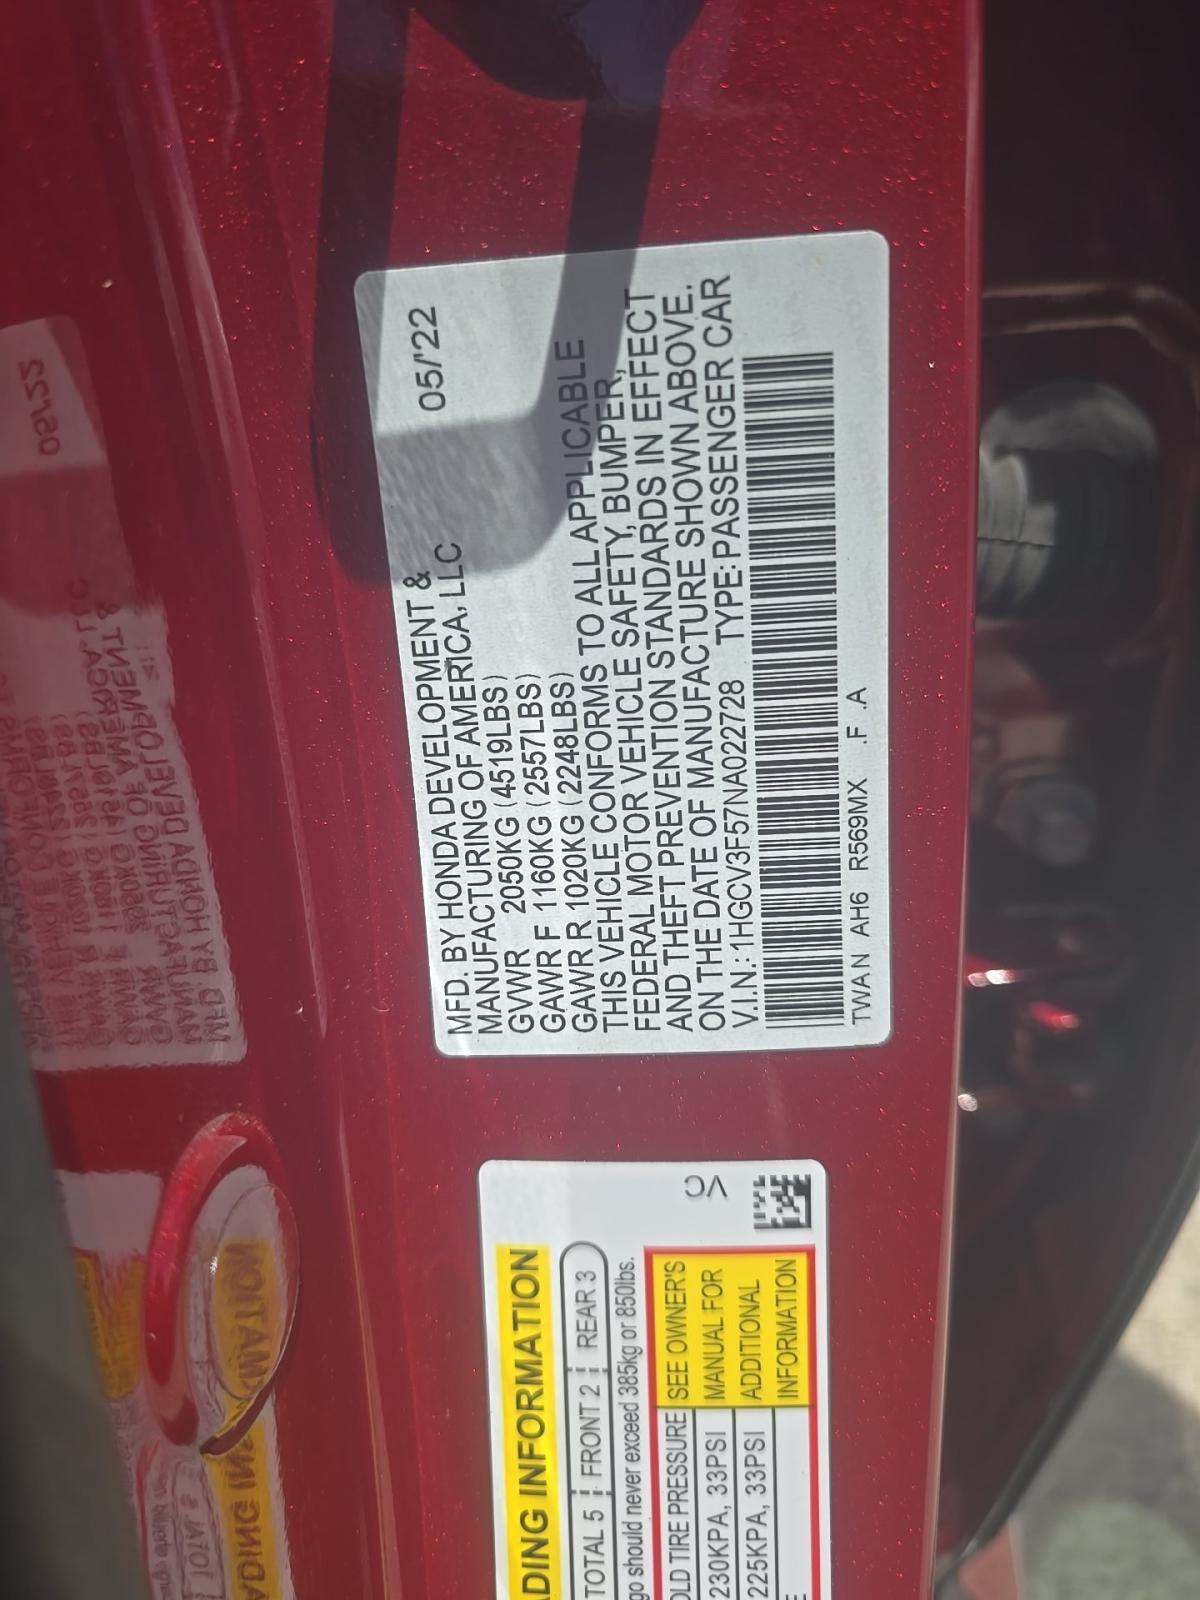 MFD. BY HONDA DEVELOPMENT &
MANUFACTURING OF AMERICA, LLC 05/'22
GVWR 2050KG (4519LBS)
GAWR F 1160KG (2557LBS)
GAWR R 1020KG (2248LBS)
THIS VEHICLE CONFORMS TO ALL APPLICABLE
FEDERAL MOTOR VEHICLE SAFETY, BUMPER,
AND THEFT PREVENTION STANDARDS IN EFFECT
ON THE DATE OF MANUFACTURE SHOWN ABOVE.
V.I.N.: 1HGCV3F57NA022728 TYPE:PASSENGER CAR
TWAN AH6 R569MX .F .A
ADING INFORMATION
TOTAL 5 FRONT 2 REAR 3
go should never exceed 385kg or 850lbs.
VC
OLD TIRE PRESSURE
230KPA, 33PSI
225KPA, 33PSI
SEE OWNER'S
MANUAL FOR
ADDITIONAL
INFORMATION